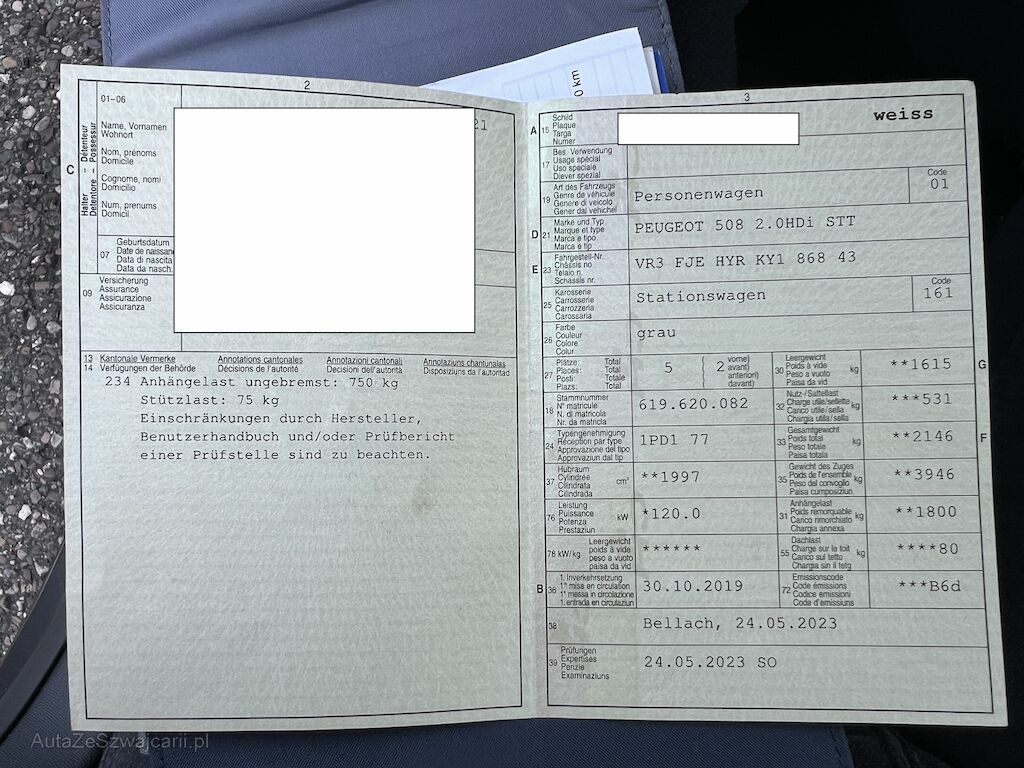 0 km
2
01-06
21
Détenteur Possessur
Halter Detentore
C
Name, Vornamen
Wohnort
Nom, prénoms
Domicile
Cognome, nomi
Domicilio
Num, prenums
Domicil
07
Geburtsdatum
Date de naissan
Data di nascita
Data da nasch.
09
Versicherung
Assurance
Assicurazione
Assicuranza
13 Kantonale Vermerke Annotations cantonales Annotazioni cantonali Annotaziuns chantunalas
14 Verfügungen der Behörde Décisions de l'autorité Decisioni dell'autorità Disposiziuns da l'autoritad
234 Anhängelast ungebremst: 750 kg
Stützlast: 75 kg
Einschränkungen durch Hersteller,
Benutzerhandbuch und/oder Prüfbericht
einer Prüfstelle sind zu beachten.
3
A 15
Schild
Plaque
Targa
Numer
weiss
17
Bes. Verwendung
Usage spécial
Uso speciale
Diever spezial
19
Art des Fahrzeugs
Genre de véhicule
Genere di veicolo
Gener dal vehichel
Personenwagen
Code
01
D 21
Marke und Typ
Marque et type
Marca e tipo
Marca e tip
PEUGEOT 508 2.0HDi STT
E 23
Fahrgestell-Nr.
Châssis no
Telaio n.
Schassis nr.
VR3 FJE HYR KY1 868 43
25
Karosserie
Carrosserie
Carrozzeria
Carossaria
Stationswagen
Code
161
26
Farbe
Couleur
Colore
Colur
grau
27
Plätze: Total
Places: Total
Posti: Totale
Plazs: Total
5 ( 2 vorne)
avant)
anteriori)
davant)
30
Leergewicht
Poids à vide kg
Peso a vuoto
Paisa da vid
**1615
G
18
Stammnummer
N° matricule
N. di matricola
Nr. da matricla
619.620.082
32
Nutz-/Sattellast
Charge utile/sellette kg
Carico utile/sella
Chargia utila/sella
***531
24
Typengenehmigung
Réception par type
Approvazione del tipo
Approvaziun dal tip
1PD1 77
33
Gesamtgewicht
Poids total kg
Peso totale
Paisa totala
**2146
F
37
Hubraum
Cylindrée cm³
Cilindrata
Cilindrada
**1997
35
Gewicht des Zuges
Poids de l'ensemble kg
Peso del convoglio
Paisa cumposiziun
**3946
76
Leistung
Puissance kW
Potenza
Prestaziun
*120.0
31
Anhängelast
Poids remorquable kg
Carico rimorchiato
Chargia annexa
**1800
78 kW/kg
Leergewicht
poids à vide
peso a vuoto
paisa da vid
******
55
Dachlast
Charge sur le toit kg
Carico sul tetto
Chargia sin il tetg
****80
B 36
1. Inverkehrsetzung
1re mise en circulation
1a messa in circolazione
1. entrada en circulaziun
30.10.2019
72
Emissionscode
Code émissions
Codice emissioni
Code d'emissiuns
***B6d
38
Bellach, 24.05.2023
39
Prüfungen
Expertises
Perizie
Examinaziuns
24.05.2023 SO
AutaZeSzwajcarii.pl